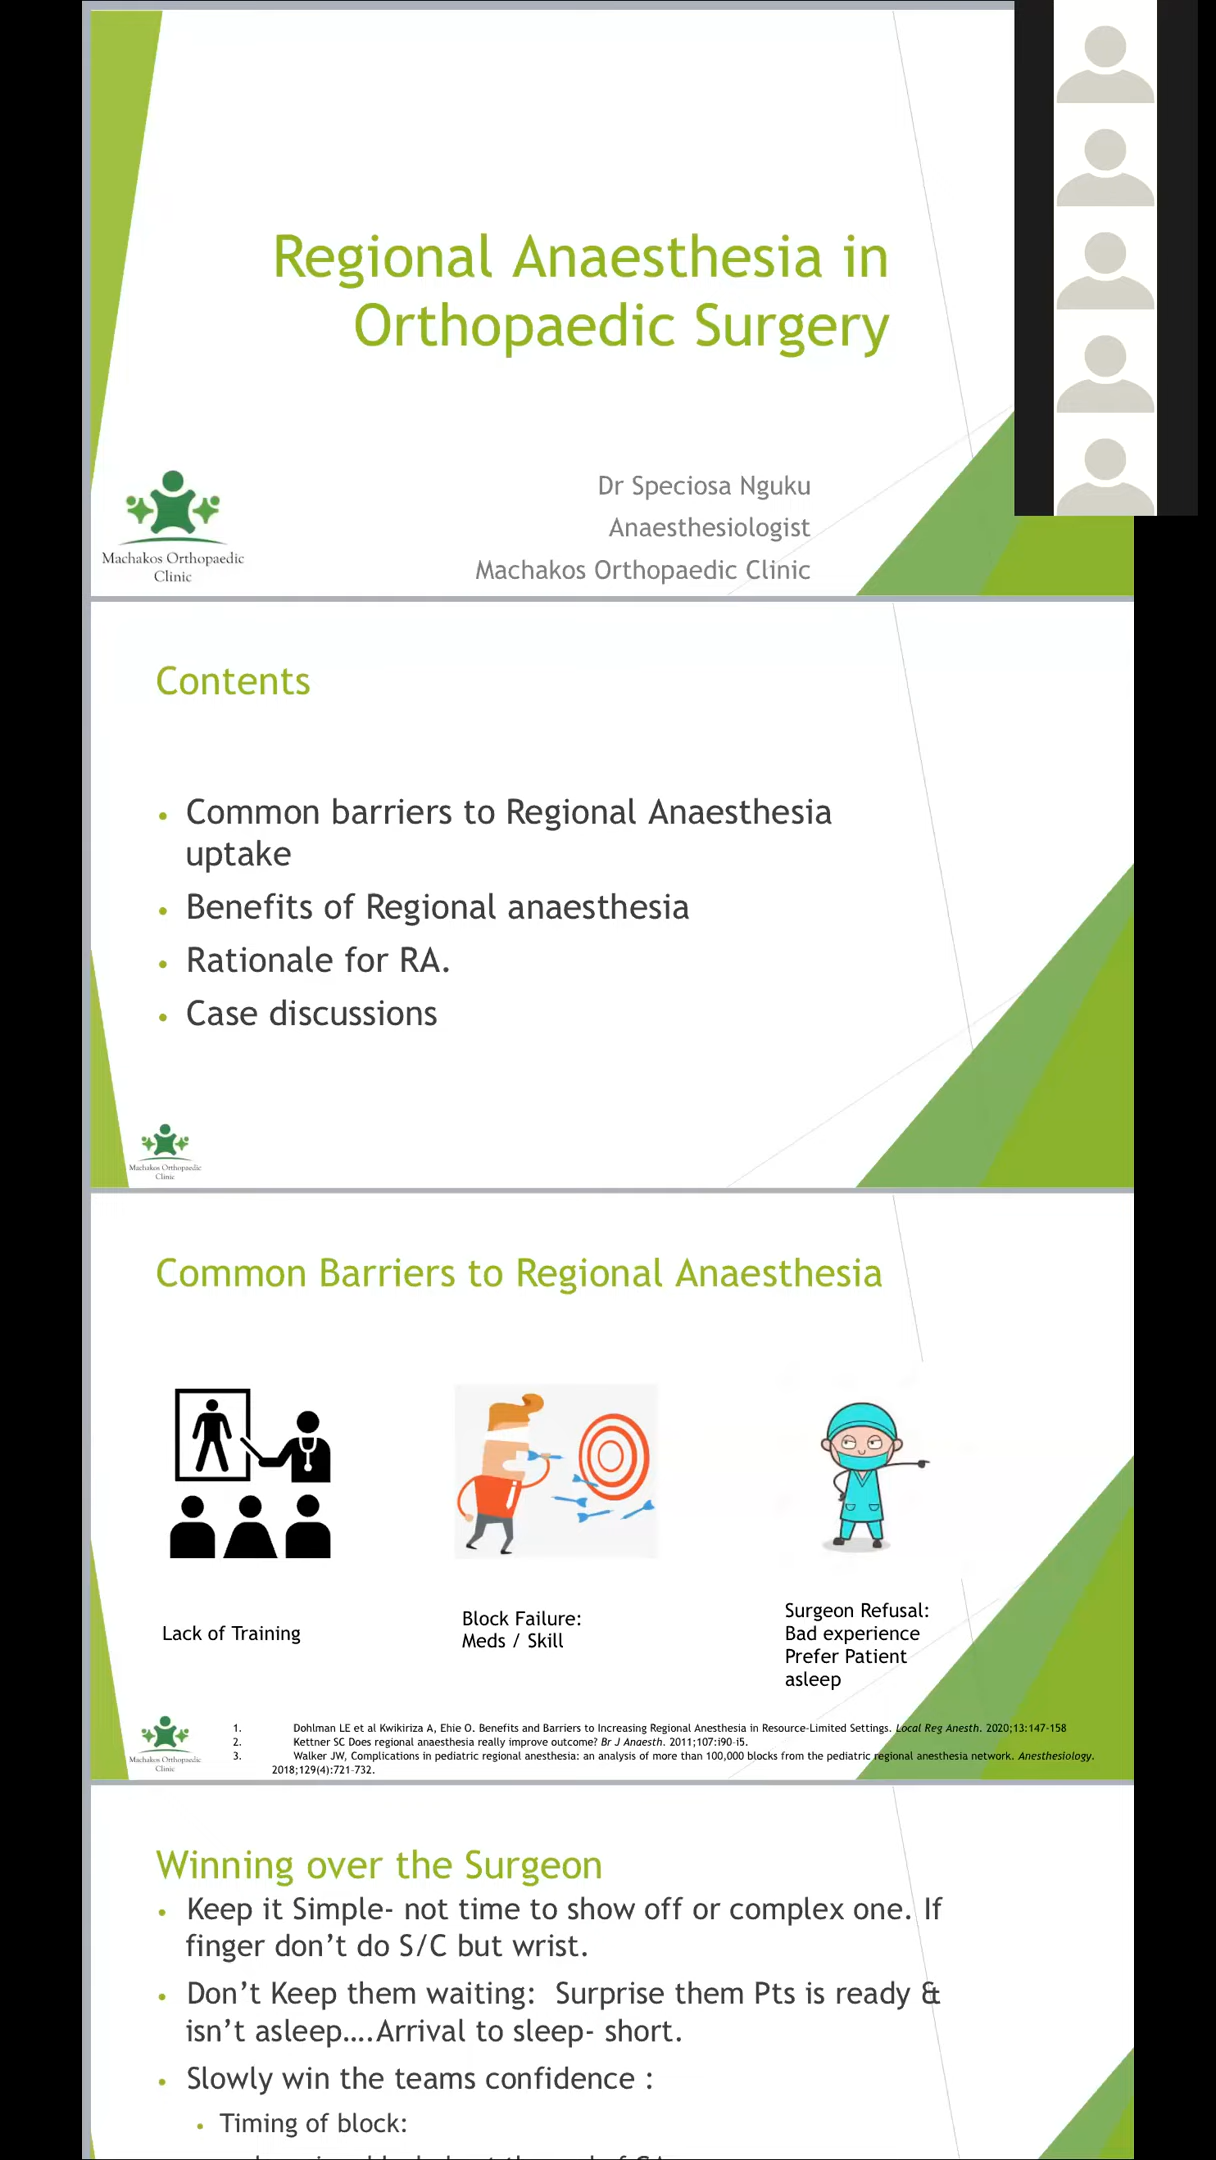 Regional Anaesthesia in
Orthopaedic Surgery
Dr Speciosa Nguku
Anaesthesiologist
Machakos Orthopaedic Clinic
Machakos Orthopaedic
Clinic
Contents
• Common barriers to Regional Anaesthesia
uptake
• Benefits of Regional anaesthesia
• Rationale for RA.
• Case discussions
Machakos Orthopaedic
Clinic
Common Barriers to Regional Anaesthesia
Lack of Training
Block Failure:
Meds / Skill
Surgeon Refusal:
Bad experience
Prefer Patient
asleep
Machakos Orthopaedic
Clinic
1. Dohlman LE et al Kwikiriza A, Ehie O. Benefits and Barriers to Increasing Regional Anesthesia in Resource-Limited Settings. Local Reg Anesth. 2020;13:147-158
2. Kettner SC Does regional anaesthesia really improve outcome? Br J Anaesth. 2011;107:i90–i5.
3. Walker JW, Complications in pediatric regional anesthesia: an analysis of more than 100,000 blocks from the pediatric regional anesthesia network. Anesthesiology.
2018;129(4):721–732.
Winning over the Surgeon
• Keep it Simple- not time to show off or complex one. If
finger don’t do S/C but wrist.
• Don’t Keep them waiting: Surprise them Pts is ready &
isn’t asleep....Arrival to sleep- short.
• Slowly win the teams confidence :
• Timing of block: